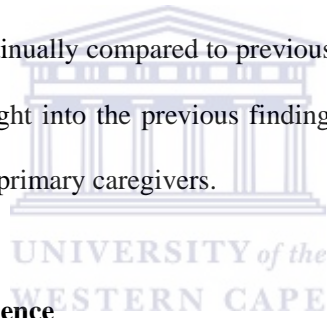 inually compared to previous
ght into the previous finding
primary caregivers.
UNIVERSITY of the
ence
WESTERN CAPE